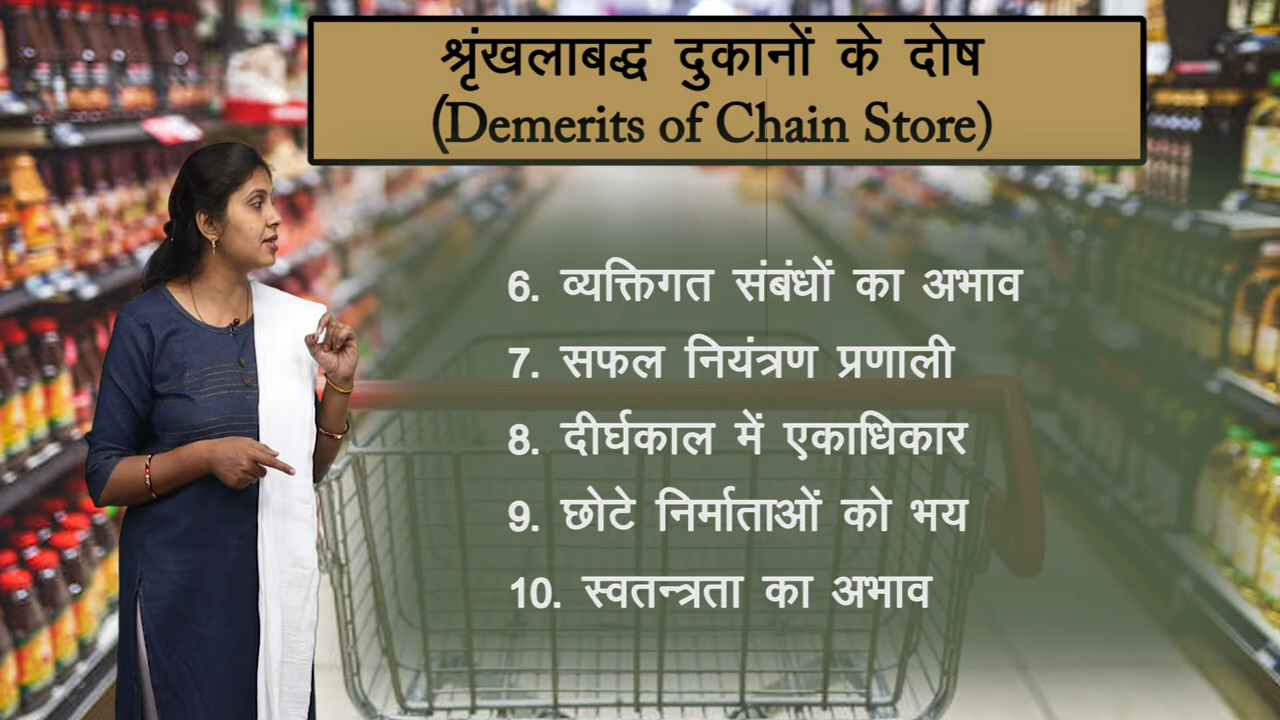 श्रृंखलाबद्ध दुकानों के दोष
(Demerits of Chain Store)
6. व्यक्तिगत संबंधों का अभाव
7. सफल नियंत्रण प्रणाली
8. दीर्घकाल में एकाधिकार
9. छोटे निर्माताओं को भय
10. स्वतन्त्रता का अभाव